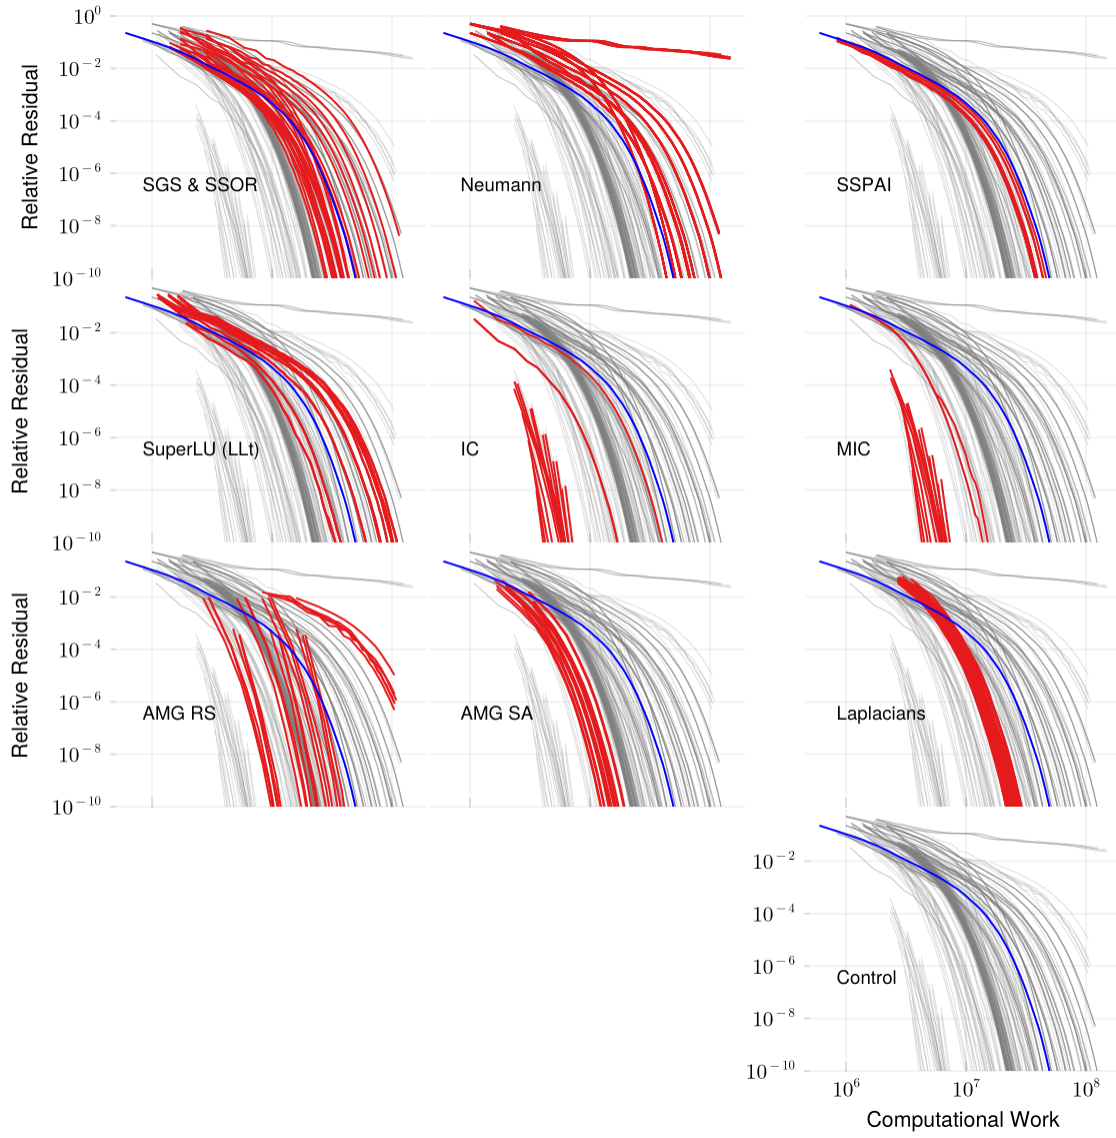 10^0
10^−2
10^−4
10^−6
10^−8
10^−10
Relative Residual
SGS & SSOR
Neumann
SSPAI
10^−2
10^−4
10^−6
10^−8
10^−10
Relative Residual
SuperLU (LLt)
IC
MIC
10^−2
10^−4
10^−6
10^−8
10^−10
Relative Residual
AMG RS
AMG SA
Laplacians
10^−2
10^−4
10^−6
10^−8
10^−10
Control
10^6 10^7 10^8
Computational Work